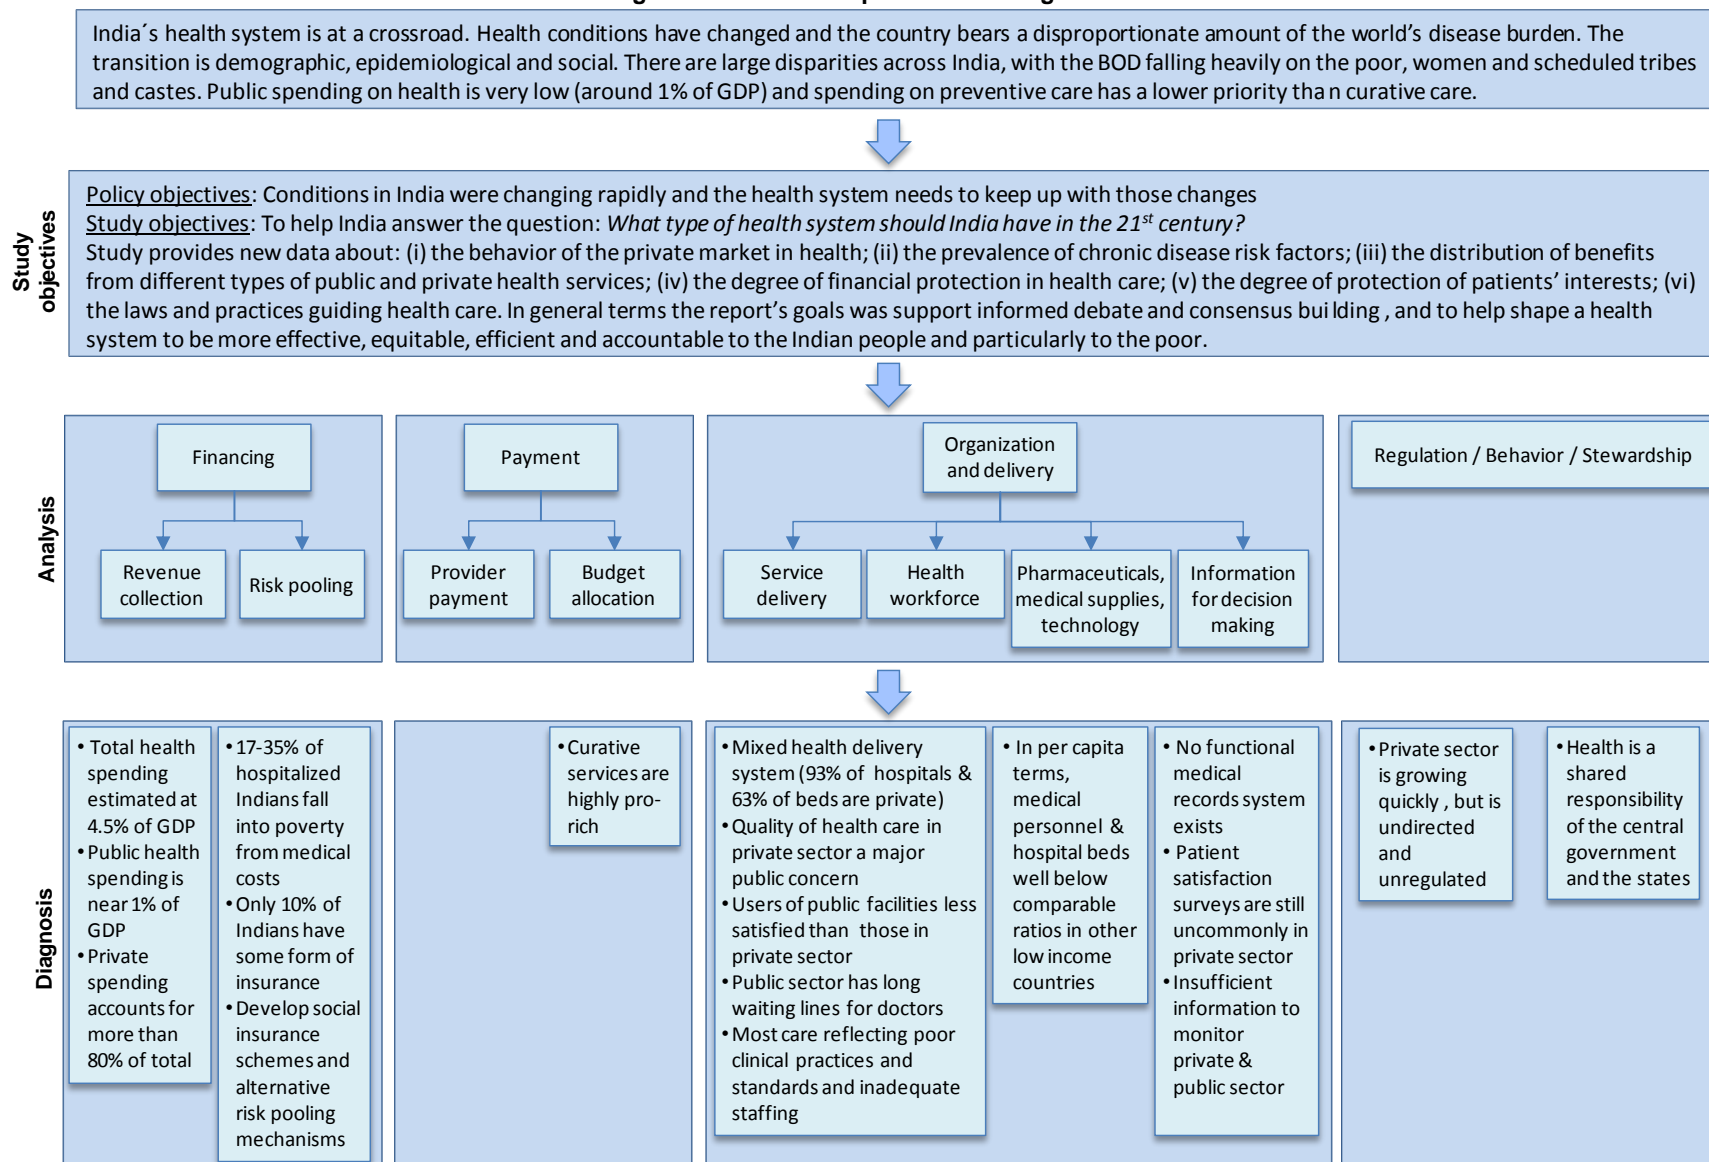 India´s health system is at a crossroad. Health conditions have changed and the country bears a disproportionate amount of the world's disease burden. The
transition is demographic, epidemiological and social. There are large disparities across India, with the BOD falling heavily on the poor, women and scheduled tribes
and castes. Public spending on health is very low (around 1% of GDP) and spending on preventive care has a lower priority than curative care.
Study
objectives
Policy objectives: Conditions in India were changing rapidly and the health system needs to keep up with those changes
Study objectives: To help India answer the question: What type of health system should India have in the 21st century?
Study provides new data about: (i) the behavior of the private market in health; (ii) the prevalence of chronic disease risk factors; (iii) the distribution of benefits
from different types of public and private health services; (iv) the degree of financial protection in health care; (v) the degree of protection of patients' interests; (vi)
the laws and practices guiding health care. In general terms the report's goals was support informed debate and consensus building , and to help shape a health
system to be more effective, equitable, efficient and accountable to the Indian people and particularly to the poor.
Analysis
Financing
Revenue
collection
Risk pooling
Payment
Provider
payment
Budget
allocation
Organization
and delivery
Service
delivery
Health
workforce
Pharmaceuticals,
medical supplies,
technology
Information
for decision
making
Regulation / Behavior / Stewardship
Diagnosis
• Total health
spending
estimated at
4.5% of GDP
• Public health
spending is
near 1% of
GDP
• Private
spending
accounts for
more than
80% of total
• 17-35% of
hospitalized
Indians fall
into poverty
from medical
costs
• Only 10% of
Indians have
some form of
insurance
• Develop social
insurance
schemes and
alternative
risk pooling
mechanisms
• Curative
services are
highly pro-
rich
• Mixed health delivery
system (93% of hospitals &
63% of beds are private)
• Quality of health care in
private sector a major
public concern
• Users of public facilities less
satisfied than those in
private sector
• Public sector has long
waiting lines for doctors
• Most care reflecting poor
clinical practices and
standards and inadequate
staffing
• In per capita
terms,
medical
personnel &
hospital beds
well below
comparable
ratios in other
low income
countries
• No functional
medical
records system
exists
• Patient
satisfaction
surveys are still
uncommonly in
private sector
• Insufficient
information to
monitor
private &
public sector
• Private sector
is growing
quickly , but is
undirected
and
unregulated
• Health is a
shared
responsibility
of the central
government
and the states